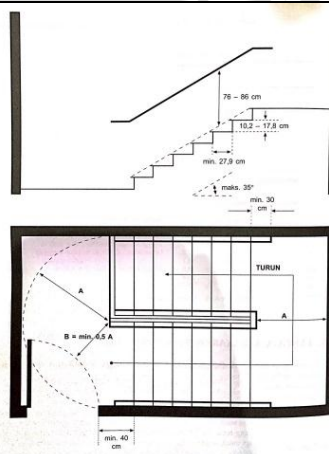 76 – 86 cm
10,2 – 17,8 cm
min. 27,9 cm
maks. 35°
min. 30
cm
TURUN
A
A
B = min. 0,5 A
min. 40
cm